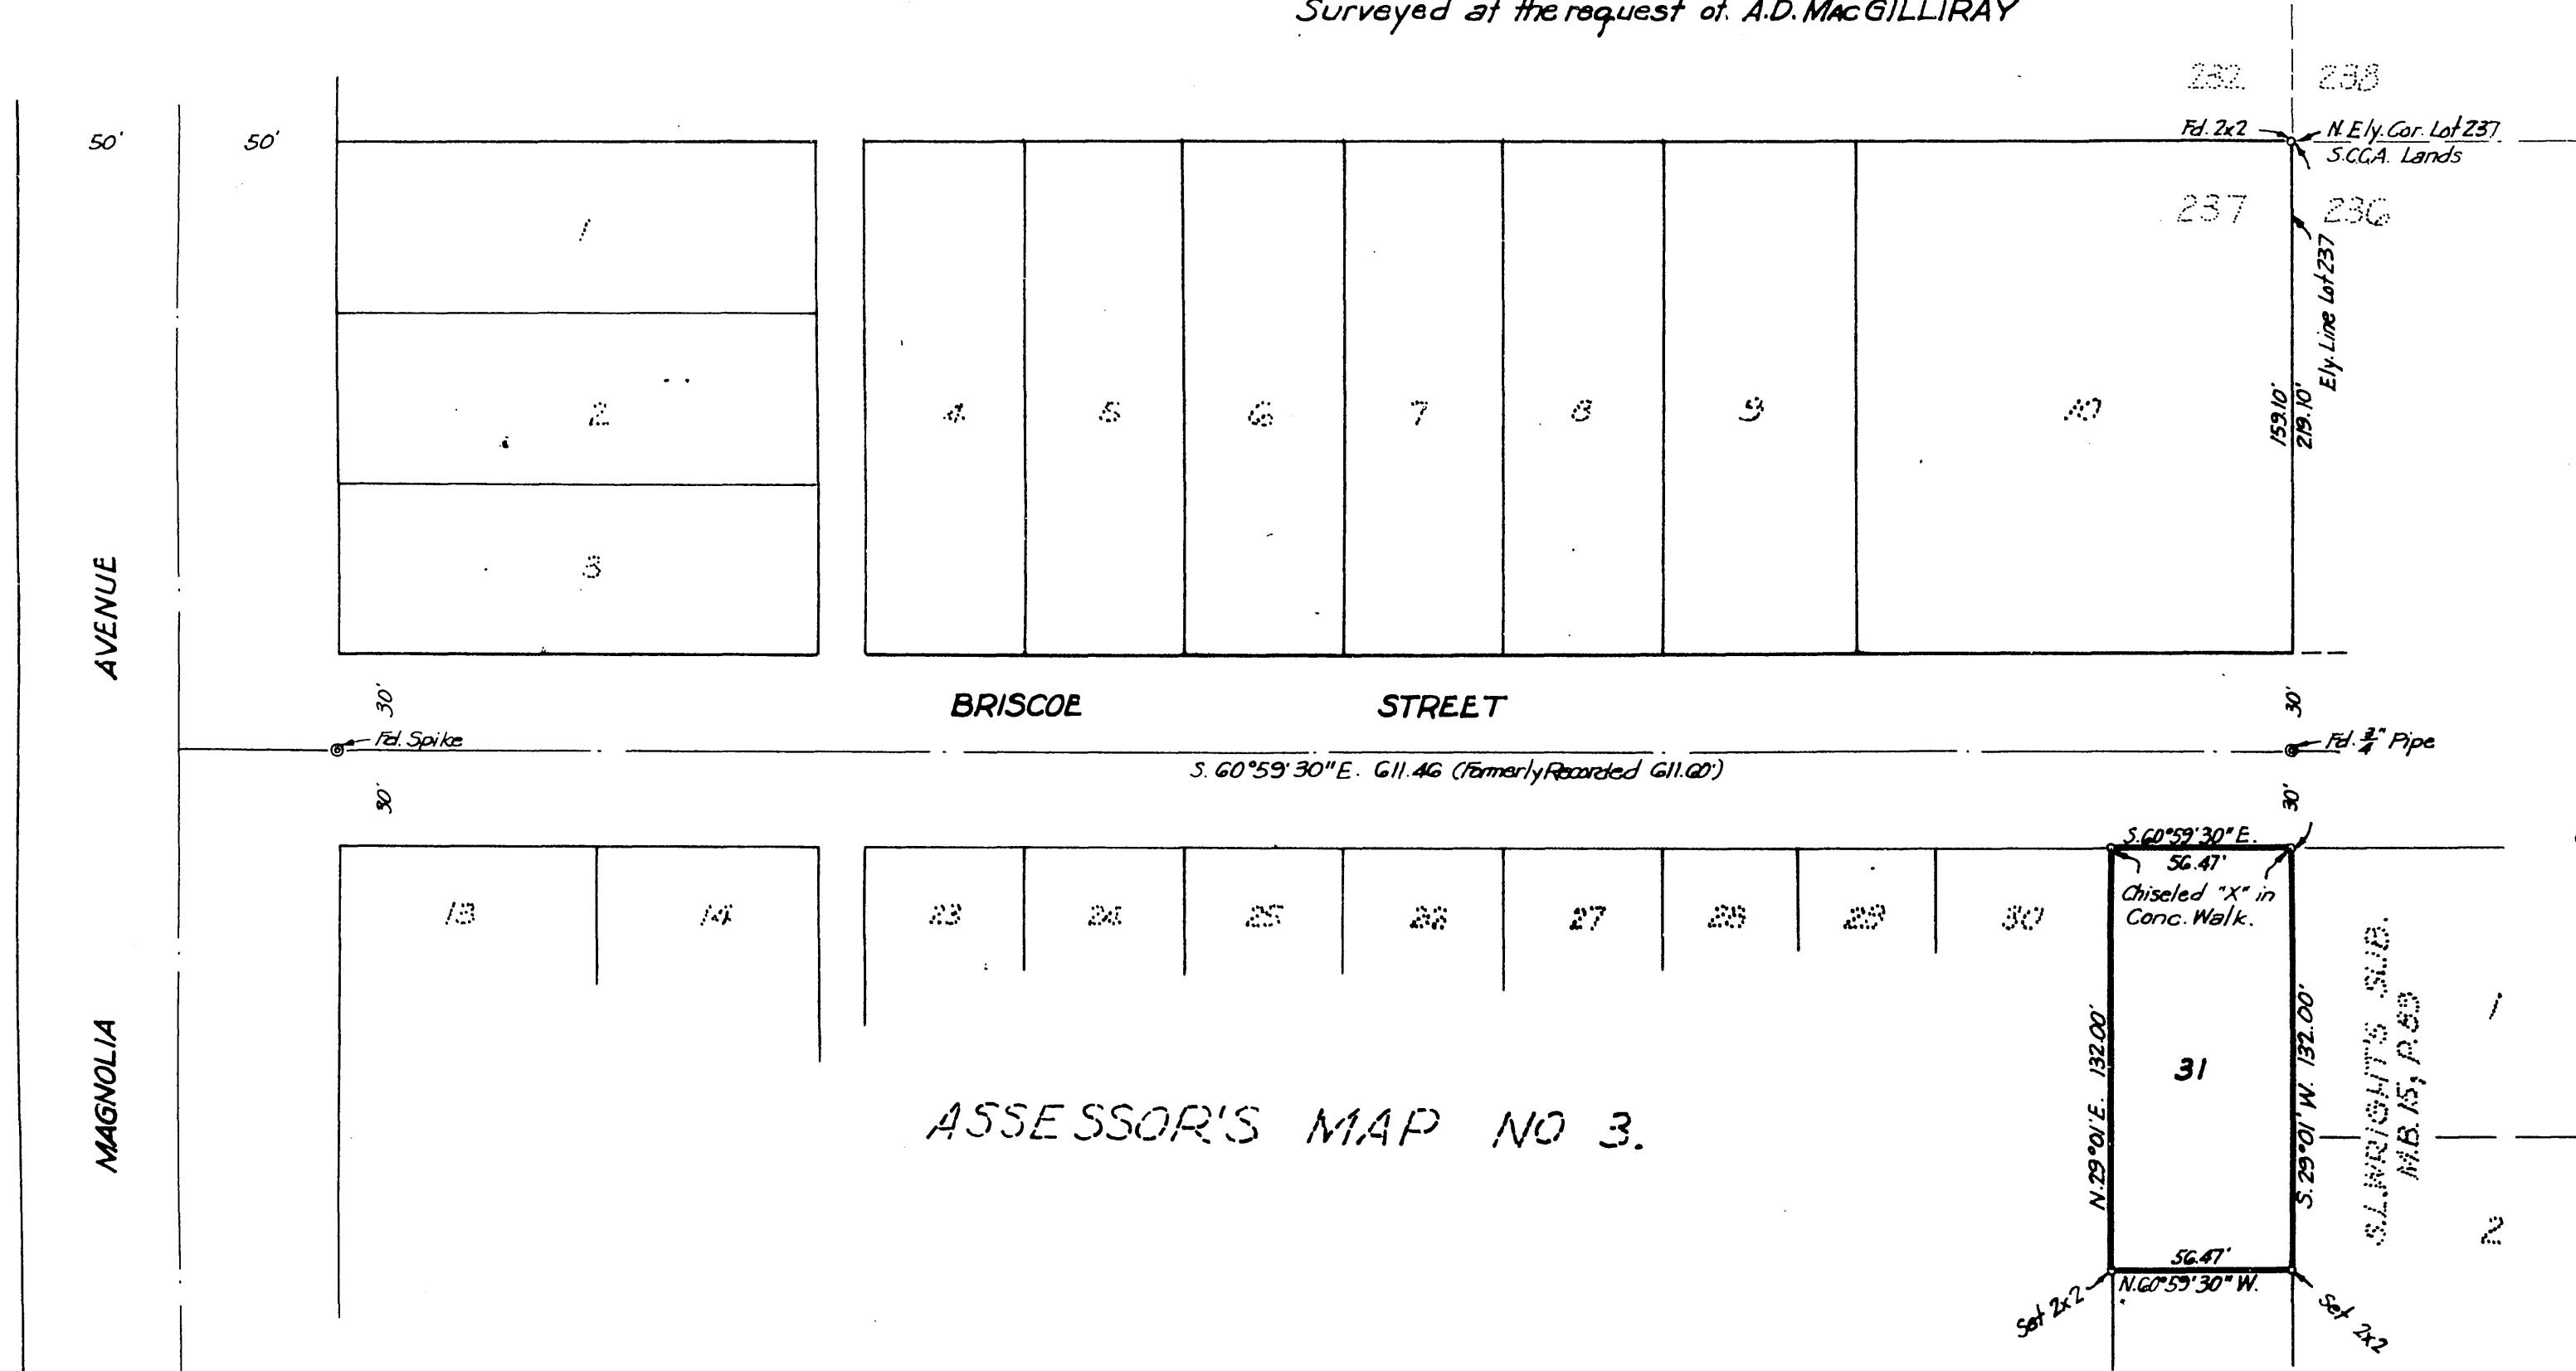 Surveyed at the request of. A.D. MacGILLIRAY
232
238
50'
50'
Fd. 2x2
N.Ely. Cor. Lot 237
S.C.C.A. Lands
237
236
1
Ely. Line Lot 237
2
4
5
6
7
8
9
10
159.10'
219.10'
3
AVENUE
30'
BRISCOE STREET
30'
Fd. Spike
Fd. 3/4" Pipe
S. 60°59'30"E. 611.46 (Formerly Recorded 611.60')
30'
30'
S.60°59'30"E.
56.47'
Chiseled "X" in
Conc. Walk.
13
14
23
24
25
26
27
28
29
30
MAGNOLIA
N.29°01'E. 132.00'
31
S.29°01'W. 132.00'
S.L.WRIGHT'S SUB.
M.B. 15, P. 89
1
2
ASSESSOR'S MAP NO 3.
56.47'
N.60°59'30"W.
Set 2x2
Set 2x2